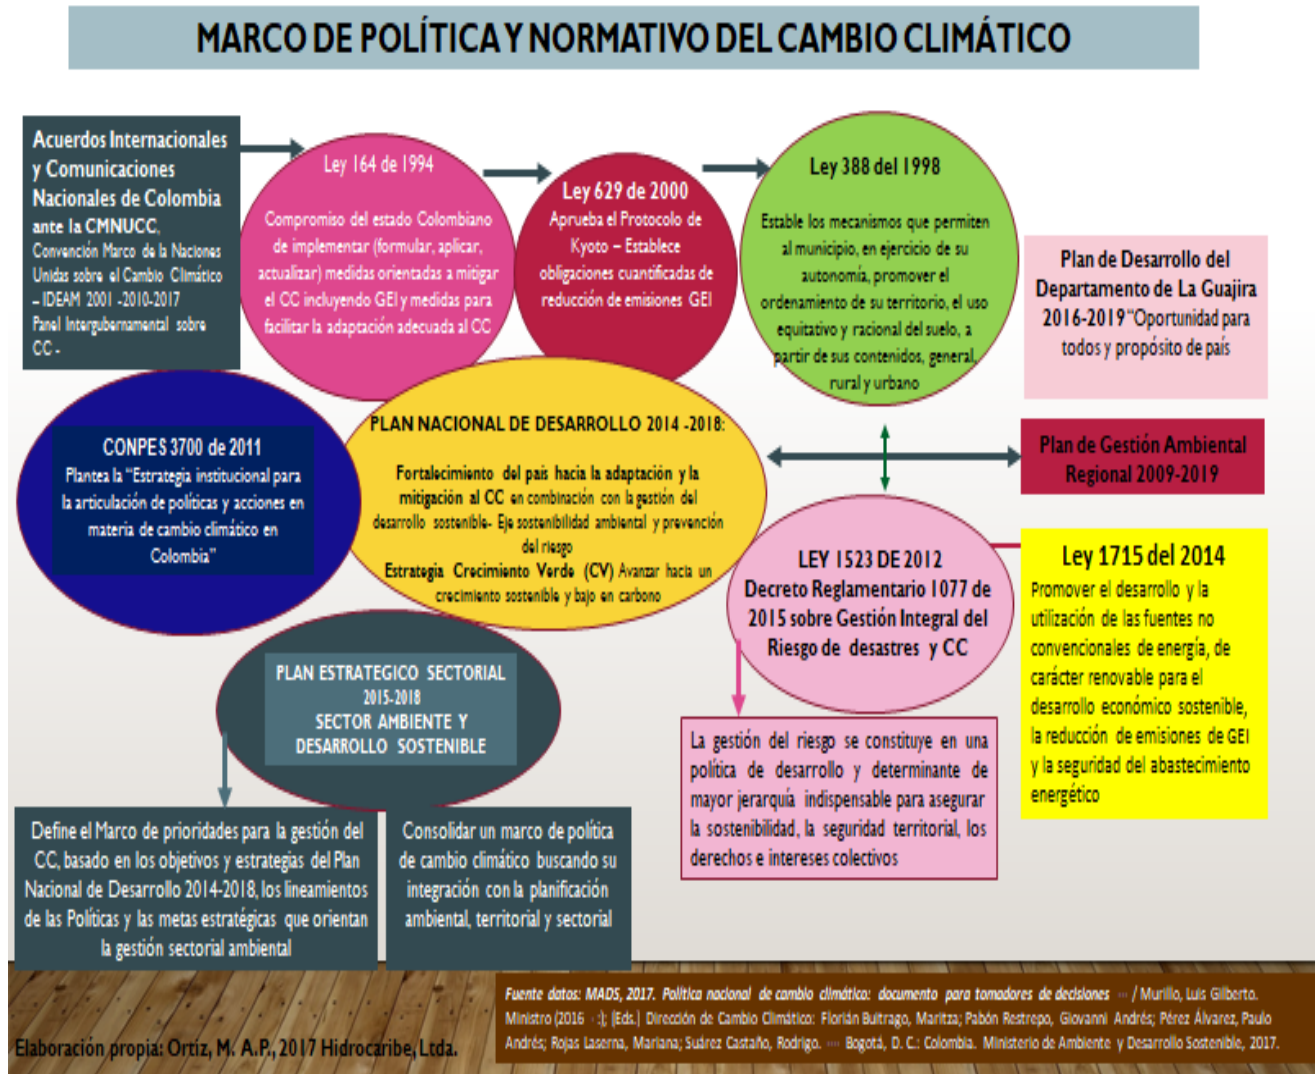 MARCO DE POLÍTICA Y NORMATIVO DEL CAMBIO CLIMÁTICO
Acuerdos Internacionales
y Comunicaciones
Nacionales de Colombia
ante la CMNUCC,
Convención Marco de la Naciones
Unidas sobre el Cambio Climático
– IDEAM 2001 -2010-2017
Panel Intergubernamental sobre
CC -
Ley 164 de 1994
Compromiso del estado Colombiano
de implementar (formular, aplicar,
actualizar) medidas orientadas a mitigar
el CC incluyendo GEI y medidas para
facilitar la adaptación adecuada al CC
Ley 629 de 2000
Aprueba el Protocolo de
Kyoto – Establece
obligaciones cuantificadas de
reducción de emisiones GEI
Ley 388 del 1998
Estable los mecanismos que permiten
al municipio, en ejercicio de su
autonomía, promover el
ordenamiento de su territorio, el uso
equitativo y racional del suelo, a
partir de sus contenidos, general,
rural y urbano
Plan de Desarrollo del
Departamento de La Guajira
2016-2019 “Oportunidad para
todos y propósito de país
CONPES 3700 de 2011
Plantea la “Estrategia institucional para
la articulación de políticas y acciones en
materia de cambio climático en
Colombia”
PLAN NACIONAL DE DESARROLLO 2014 -2018:
Fortalecimiento del país hacia la adaptación y la
mitigación al CC en combinación con la gestión del
desarrollo sostenible- Eje sostenibilidad ambiental y prevención
del riesgo
Estrategia Crecimiento Verde (CV) Avanzar hacia un
crecimiento sostenible y bajo en carbono
Plan de Gestión Ambiental
Regional 2009-2019
LEY 1523 DE 2012
Decreto Reglamentario 1077 de
2015 sobre Gestión Integral del
Riesgo de desastres y CC
Ley 1715 del 2014
Promover el desarrollo y la
utilización de las fuentes no
convencionales de energía, de
carácter renovable para el
desarrollo económico sostenible,
la reducción de emisiones de GEI
y la seguridad del abastecimiento
energético
PLAN ESTRATEGICO SECTORIAL
2015-2018
SECTOR AMBIENTE Y
DESARROLLO SOSTENIBLE
La gestión del riesgo se constituye en una
política de desarrollo y determinante de
mayor jerarquía indispensable para asegurar
la sostenibilidad, la seguridad territorial, los
derechos e intereses colectivos
Define el Marco de prioridades para la gestión del
CC, basado en los objetivos y estrategias del Plan
Nacional de Desarrollo 2014-2018, los lineamientos
de las Políticas y las metas estratégicas que orientan
la gestión sectorial ambiental
Consolidar un marco de política
de cambio climático buscando su
integración con la planificación
ambiental, territorial y sectorial
Elaboración propia: Ortiz, M. A.P., 2017 Hidrocaribe, Ltda.
Fuente datos: MADS, 2017. Política nacional de cambio climático: documento para tomadores de decisiones / Murillo, Luis Gilberto.
Ministro (2016 :); (Eds.) Dirección de Cambio Climático: Florián Buitrago, Maritza; Pabón Restrepo, Giovanni Andrés; Pérez Álvarez, Paulo
Andrés; Rojas Laserna, Mariana; Suárez Castaño, Rodrigo. Bogotá, D. C.: Colombia. Ministerio de Ambiente y Desarrollo Sostenible, 2017.